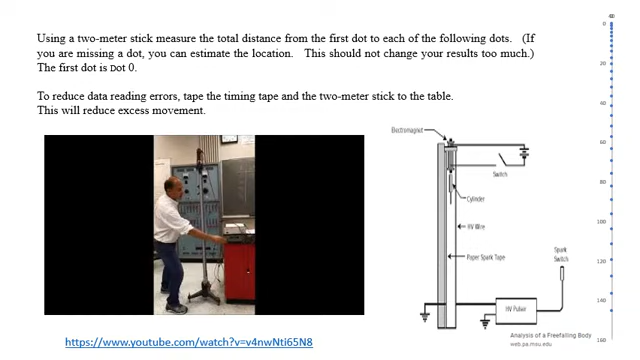 Using a two-meter stick measure the total distance from the first dot to each of the following dots. (If
you are missing a dot, you can estimate the location. This should not change your results too much.)
The first dot is Dot 0.
To reduce data reading errors, tape the timing tape and the two-meter stick to the table.
This will reduce excess movement.
Electromagnet
Switch
Cylinder
HV Wire
Spark
Switch
Paper Spark Tape
HV Pulser
Analysis of a Freefalling Body
web.pa.msu.edu
https://www.youtube.com/watch?v=v4nwNti65N8
0
20
40
60
80
100
120
140
160